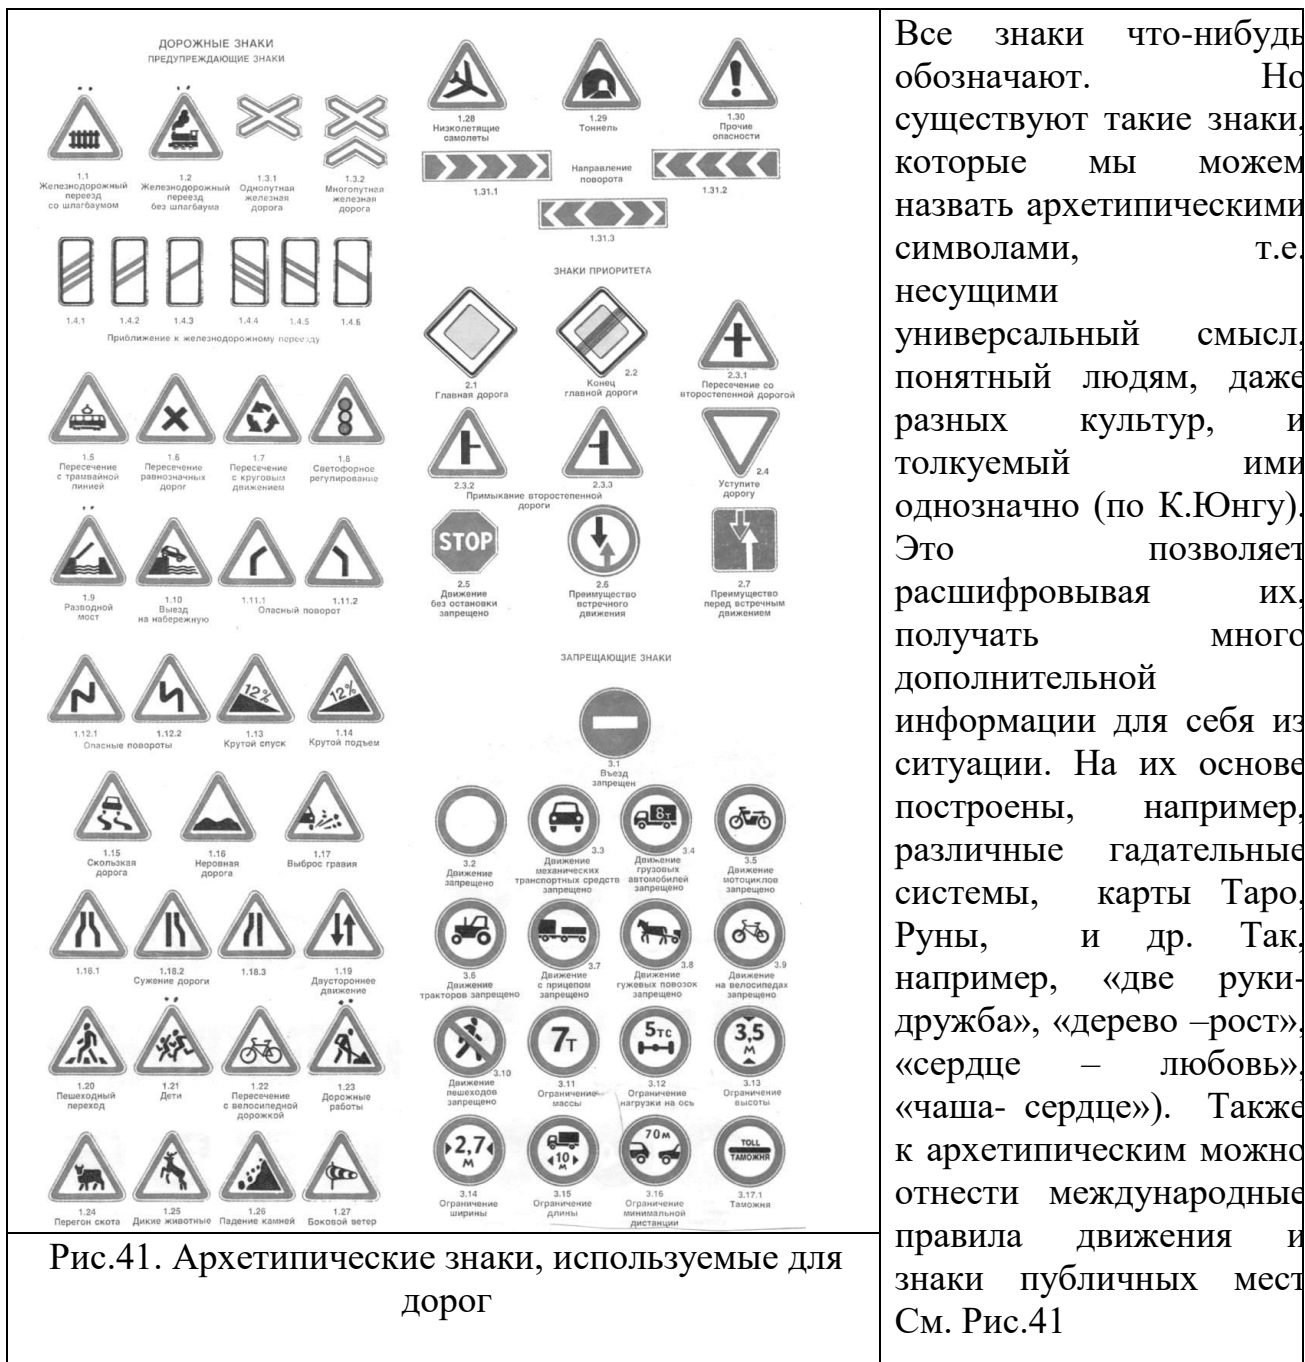 ДОРОЖНЫЕ ЗНАКИ
ПРЕДУПРЕЖДАЮЩИЕ ЗНАКИ
1.1
Железнодорожный
переезд
со шлагбаумом
1.2
Железнодорожный
переезд
без шлагбаума
1.3.1
Однопутная
железная
дорога
1.3.2
Многопутная
железная
дорога
1.4.1
1.4.2
1.4.3
1.4.4
1.4.5
1.4.6
Приближение к железнодорожному переезду
1.5
Пересечение
с трамвайной
линией
1.6
Пересечение
равнозначных
дорог
1.7
Пересечение
с круговым
движением
1.8
Светофорное
регулирование
1.9
Разводной
мост
1.10
Выезд
на набережную
1.11.1
1.11.2
Опасный поворот
1.12.1
1.12.2
Опасные повороты
12%
1.13
Крутой спуск
12%
1.14
Крутой подъем
1.15
Скользкая
дорога
1.16
Неровная
дорога
1.17
Выброс гравия
1.18.1
1.18.2
1.18.3
Сужение дороги
1.19
Двустороннее
движение
1.20
Пешеходный
переход
1.21
Дети
1.22
Пересечение
с велосипедной
дорожкой
1.23
Дорожные
работы
1.24
Перегон скота
1.25
Дикие животные
1.26
Падение камней
1.27
Боковой ветер
1.28
Низколетящие
самолеты
1.29
Тоннель
1.30
Прочие
опасности
1.31.1
Направление
поворота
1.31.2
1.31.3
ЗНАКИ ПРИОРИТЕТА
2.1
Главная дорога
2.2
Конец
главной дороги
2.3.1
Пересечение со
второстепенной дорогой
2.3.2
2.3.3
Примыкание второстепенной
дороги
2.4
Уступите
дорогу
STOP
2.5
Движение
без остановки
запрещено
2.6
Преимущество
встречного
движения
2.7
Преимущество
перед встречным
движением
ЗАПРЕЩАЮЩИЕ ЗНАКИ
3.1
Въезд
запрещен
3.2
Движение
запрещено
3.3
Движение
механических
транспортных средств
запрещено
8т
3.4
Движение
грузовых
автомобилей
запрещено
3.5
Движение
мотоциклов
запрещено
3.6
Движение
тракторов запрещено
3.7
Движение
с прицепом
запрещено
3.8
Движение
гужевых повозок
запрещено
3.9
Движение
на велосипедах
запрещено
3.10
Движение
пешеходов
запрещено
7т
3.11
Ограничение
массы
5тс
3.12
Ограничение
нагрузки на ось
3,5
м
3.13
Ограничение
высоты
2,7
м
3.14
Ограничение
ширины
10
м
3.15
Ограничение
длины
70м
3.16
Ограничение
минимальной
дистанции
TOLL
ТАМОЖНЯ
3.17.1
Таможня
Рис.41. Архетипические знаки, используемые для
дорог
Все знаки что-нибудь
обозначают. Но
существуют такие знаки,
которые мы можем
назвать архетипическими
символами, т.е.
несущими
универсальный смысл,
понятный людям, даже
разных культур, и
толкуемый ими
однозначно (по К.Юнгу).
Это позволяет
расшифровывая их,
получать много
дополнительной
информации для себя из
ситуации. На их основе
построены, например,
различные гадательные
системы, карты Таро,
Руны, и др. Так,
например, «две руки-
дружба», «дерево –рост»,
«сердце – любовь»,
«чаша- сердце»). Также
к архетипическим можно
отнести международные
правила движения и
знаки публичных мест
См. Рис.41